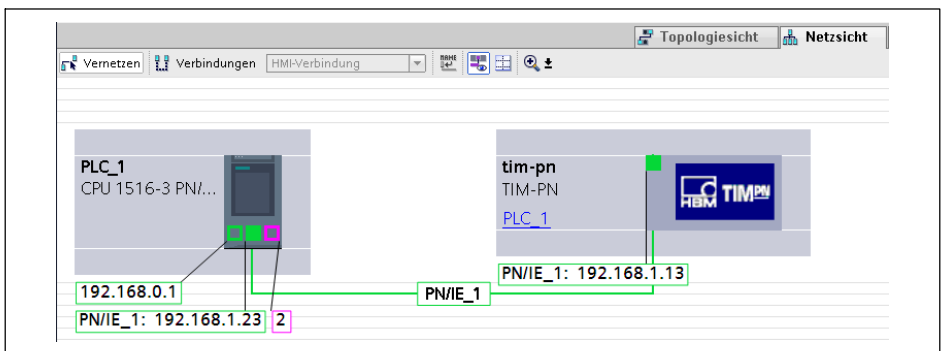 Topologiesicht Netzsicht
Vernetzen Verbindungen HMI-Verbindung NAME
PLC_1
CPU 1516-3 PN/...
tim-pn
TIM-PN
PLC_1
HBM TIM PN
192.168.0.1
PN/IE_1: 192.168.1.23 2
PN/IE_1
PN/IE_1: 192.168.1.13